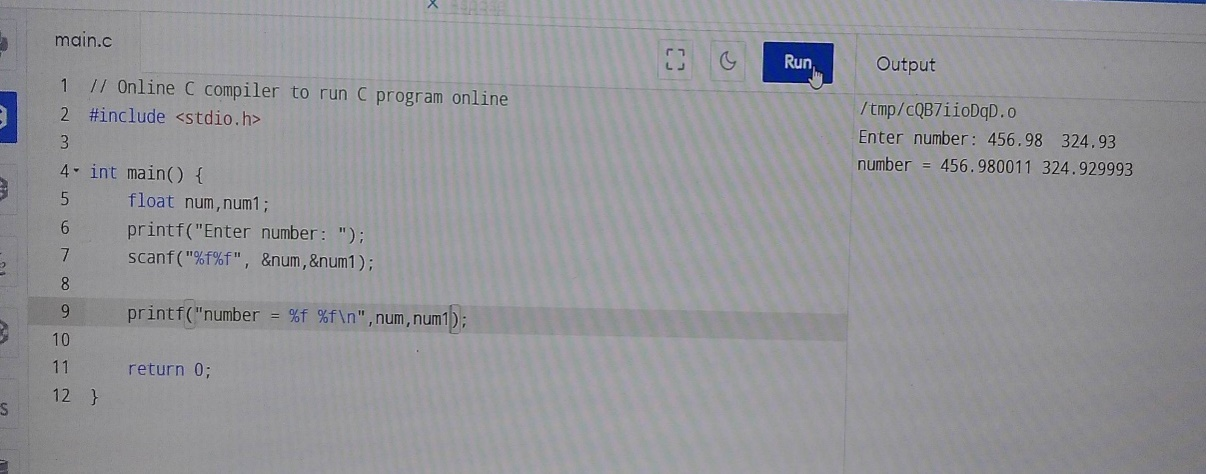 main.c
Run
Output
1 // Online C compiler to run C program online
2 #include <stdio.h>
3
4 int main() {
5 float num,num1;
6 printf("Enter number: ");
7 scanf("%f%f", &num,&num1);
8
9 printf("number = %f %f\n",num,num1);
10
11 return 0;
12 }
/tmp/cQB7iioDqD.o
Enter number: 456.98  324.93
number = 456.980011 324.929993